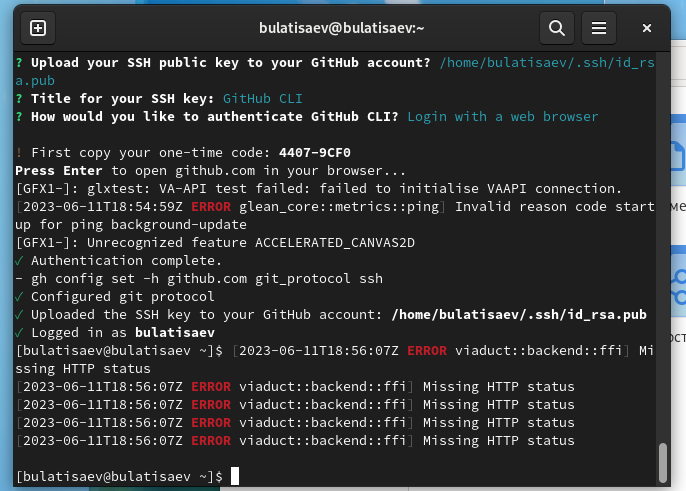 bulatisaev@bulatisaev:~
? Upload your SSH public key to your GitHub account? /home/bulatisaev/.ssh/id_rs
a.pub
? Title for your SSH key: GitHub CLI
? How would you like to authenticate GitHub CLI? Login with a web browser
! First copy your one-time code: 4407-9CF0
Press Enter to open github.com in your browser...
[GFX1-]: glxtest: VA-API test failed: failed to initialise VAAPI connection.
[2023-06-11T18:54:59Z ERROR glean_core::metrics::ping] Invalid reason code start
up for ping background-update
[GFX1-]: Unrecognized feature ACCELERATED_CANVAS2D
✓ Authentication complete.
- gh config set -h github.com git_protocol ssh
✓ Configured git protocol
✓ Uploaded the SSH key to your GitHub account: /home/bulatisaev/.ssh/id_rsa.pub
✓ Logged in as bulatisaev
[bulatisaev@bulatisaev ~]$ [2023-06-11T18:56:07Z ERROR viaduct::backend::ffi] Mi
ssing HTTP status
[2023-06-11T18:56:07Z ERROR viaduct::backend::ffi] Missing HTTP status
[2023-06-11T18:56:07Z ERROR viaduct::backend::ffi] Missing HTTP status
[2023-06-11T18:56:07Z ERROR viaduct::backend::ffi] Missing HTTP status
[2023-06-11T18:56:07Z ERROR viaduct::backend::ffi] Missing HTTP status
[bulatisaev@bulatisaev ~]$